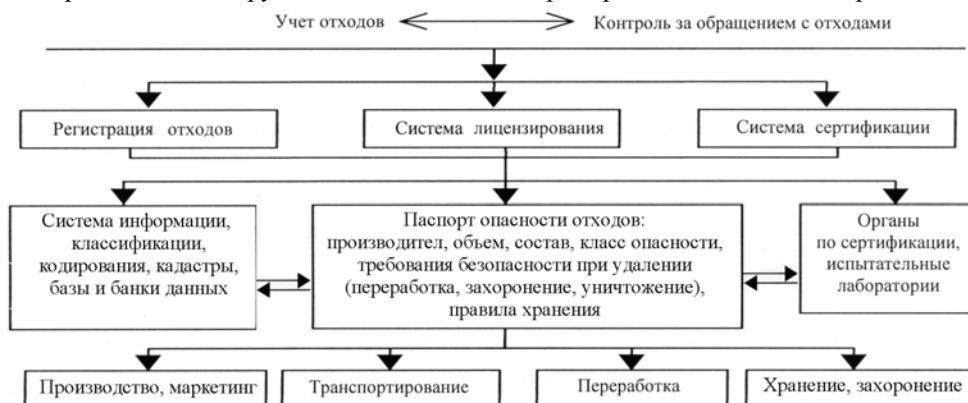 Учет отходов
Контроль за обращением с отходами
Регистрация отходов
Система лицензирования
Система сертификации
Система информации,
классификации,
кодирования, кадастры,
базы и банки данных
Паспорт опасности отходов:
производител, объем, состав, класс опасности,
требования безопасности при удалении
(переработка, захоронение, уничтожение),
правила хранения
Органы
по сертификации,
испытательные
лаборатории
Производство, маркетинг
Транспортирование
Переработка
Хранение, захоронение